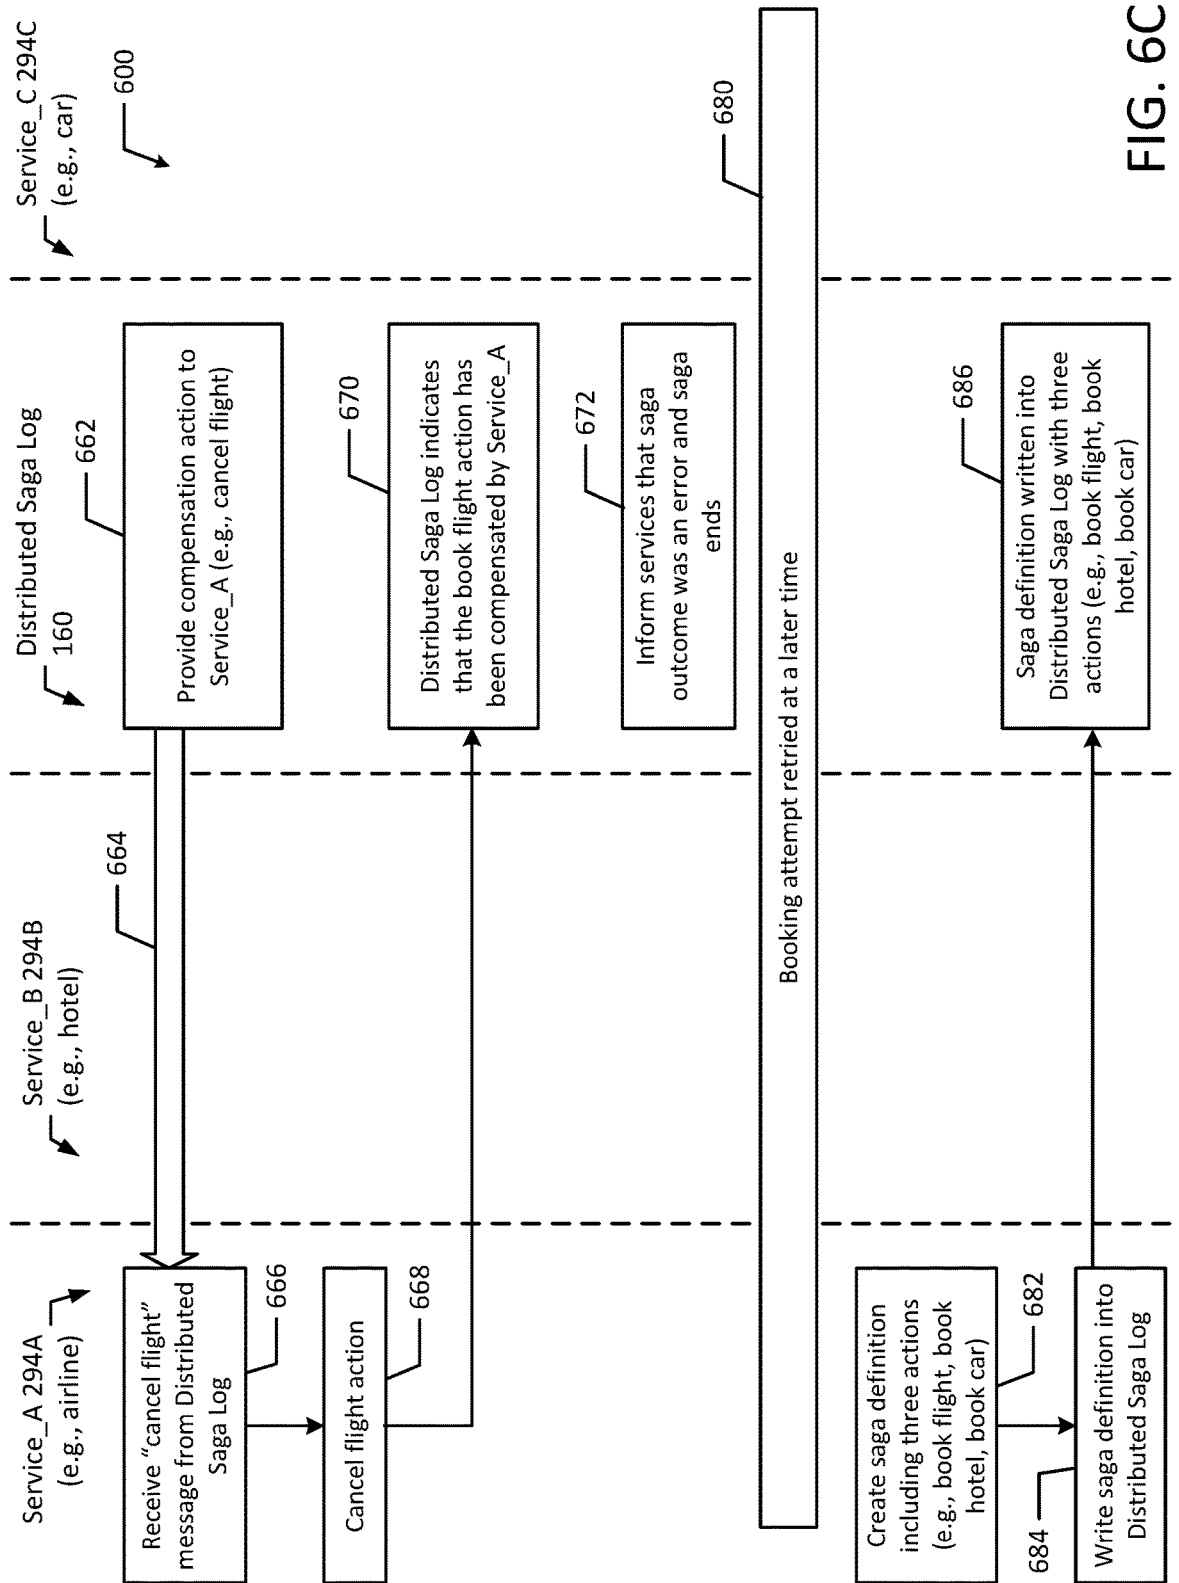 Service_A 294A
(e.g., airline)
Service_B 294B
(e.g., hotel)
Distributed Saga Log
160
Service_C 294C
(e.g., car)
600
662
Provide compensation action to
Service_A (e.g., cancel flight)
664
Receive “cancel flight”
message from Distributed
Saga Log
666
Cancel flight action
668
670
Distributed Saga Log indicates
that the book flight action has
been compensated by Service_A
672
Inform services that saga
outcome was an error and saga
ends
680
Booking attempt retried at a later time
Create saga definition
including three actions
(e.g., book flight, book
hotel, book car)
682
684
Write saga definition into
Distributed Saga Log
686
Saga definition written into
Distributed Saga Log with three
actions (e.g., book flight, book
hotel, book car)
FIG. 6C